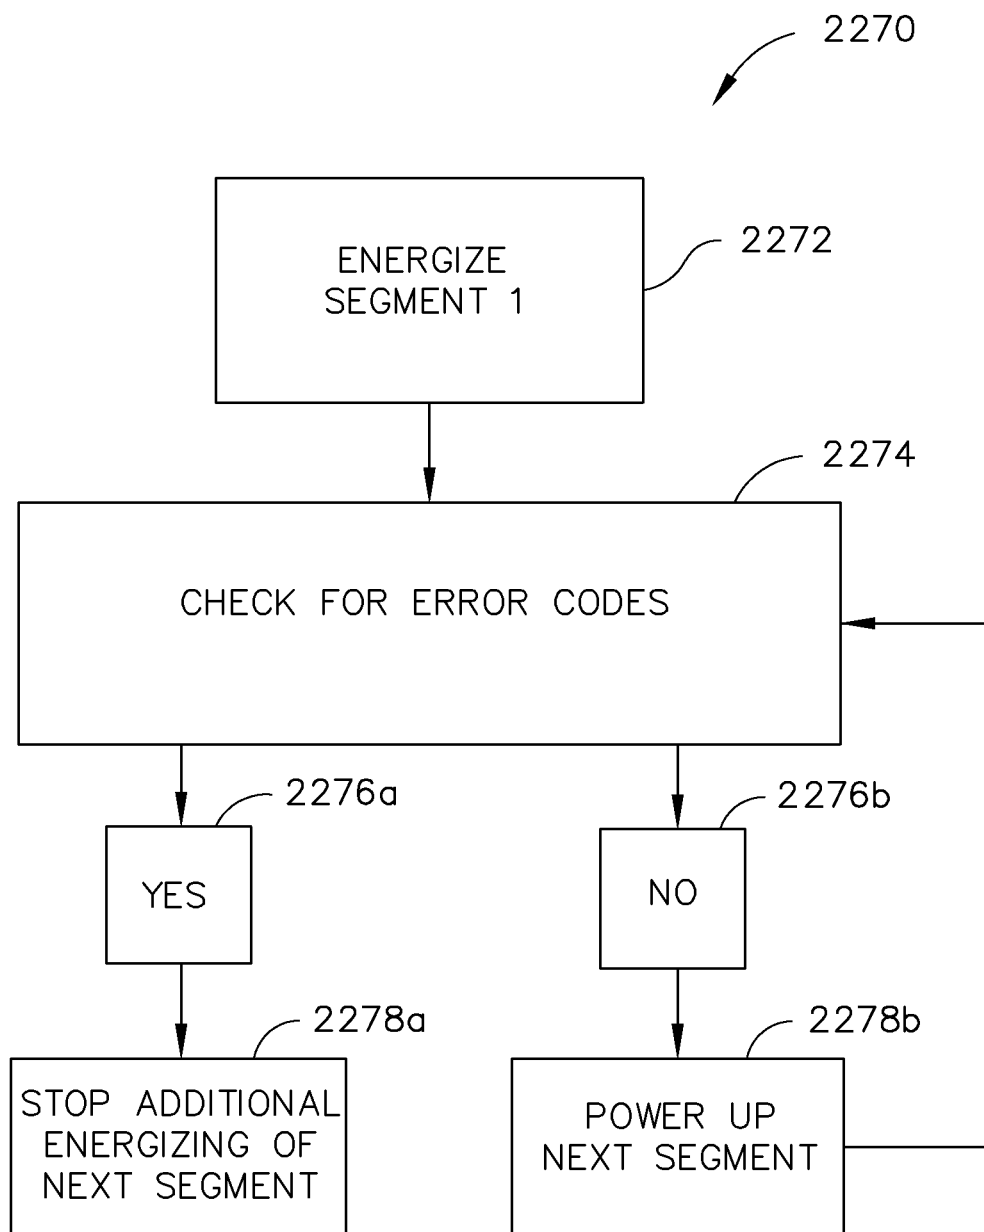 2270
ENERGIZE
SEGMENT 1
2272
2274
CHECK FOR ERROR CODES
2276a
2276b
YES
NO
2278a
2278b
STOP ADDITIONAL
ENERGIZING OF
NEXT SEGMENT
POWER UP
NEXT SEGMENT